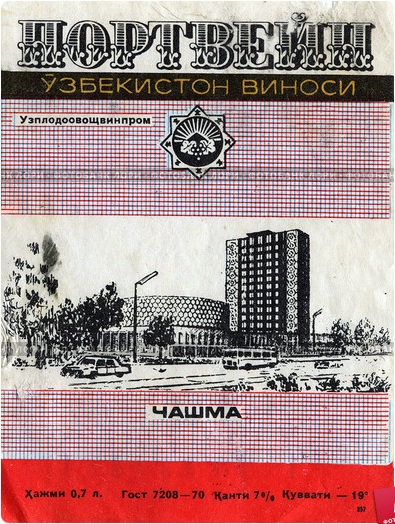 ПОРТВЕЙН
ЎЗБЕКИСТОН ВИНОСИ
Узплодоовощвинпром
ЧАШМА
Ҳажми 0,7 л. Гост 7208—70 Қанти 7% Қуввати — 19°